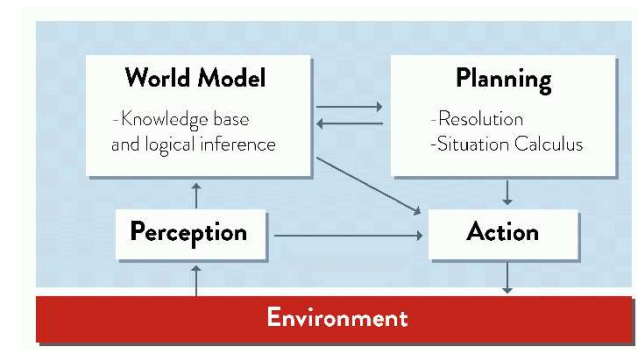 World Model
-Knowledge base
and logical inference
Planning
-Resolution
-Situation Calculus
Perception
Action
Environment